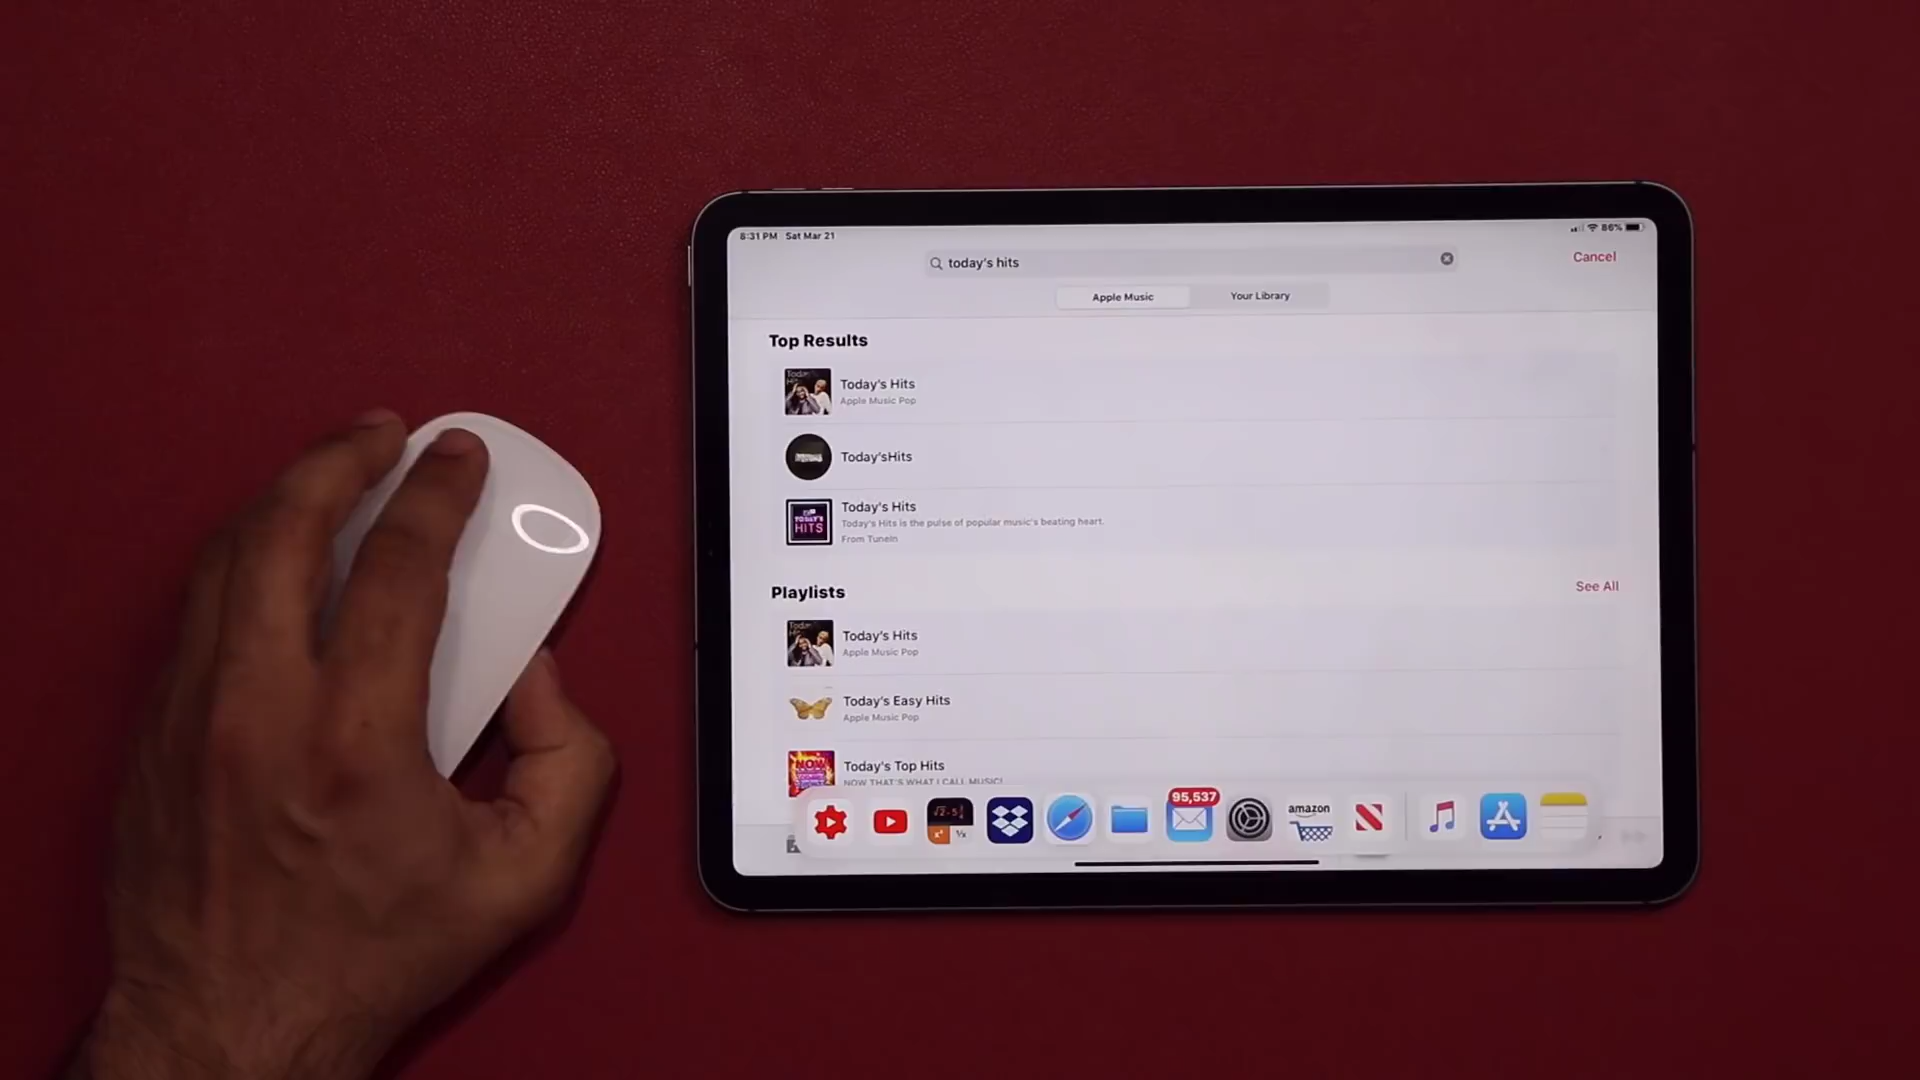 6:31 PM Sat Mar 21
86%
today's hits
Cancel
Apple Music
Your Library
Top Results
Today's Hits
Apple Music Pop
Today'sHits
TODAY'S
HITS
Today's Hits
Today's Hits is the pulse of popular music's beating heart.
From TuneIn
Playlists
See All
Today's Hits
Apple Music Pop
Today's Easy Hits
Apple Music Pop
NOW
Today's Top Hits
NOW THAT'S WHAT I CALL MUSIC!
95,537
amazon